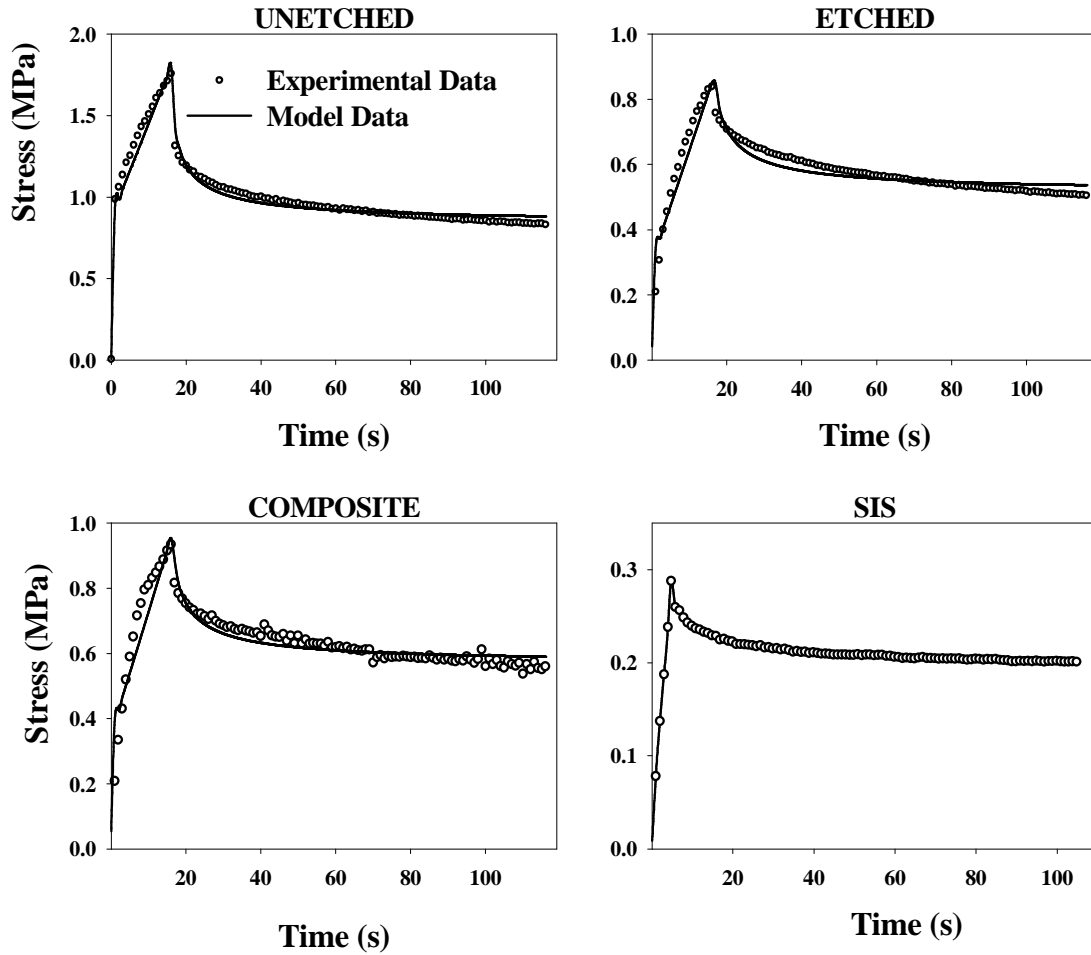 UNETCHED
Stress (MPa)
2.0
1.5
1.0
0.5
0.0
0 20 40 60 80 100
Time (s)
Experimental Data
Model Data
ETCHED
1.0
0.8
0.6
0.4
0.2
0.0
20 40 60 80 100
Time (s)
COMPOSITE
Stress (MPa)
1.0
0.8
0.6
0.4
0.2
0.0
20 40 60 80 100
Time (s)
SIS
0.3
0.2
0.1
0.0
20 40 60 80 100
Time (s)